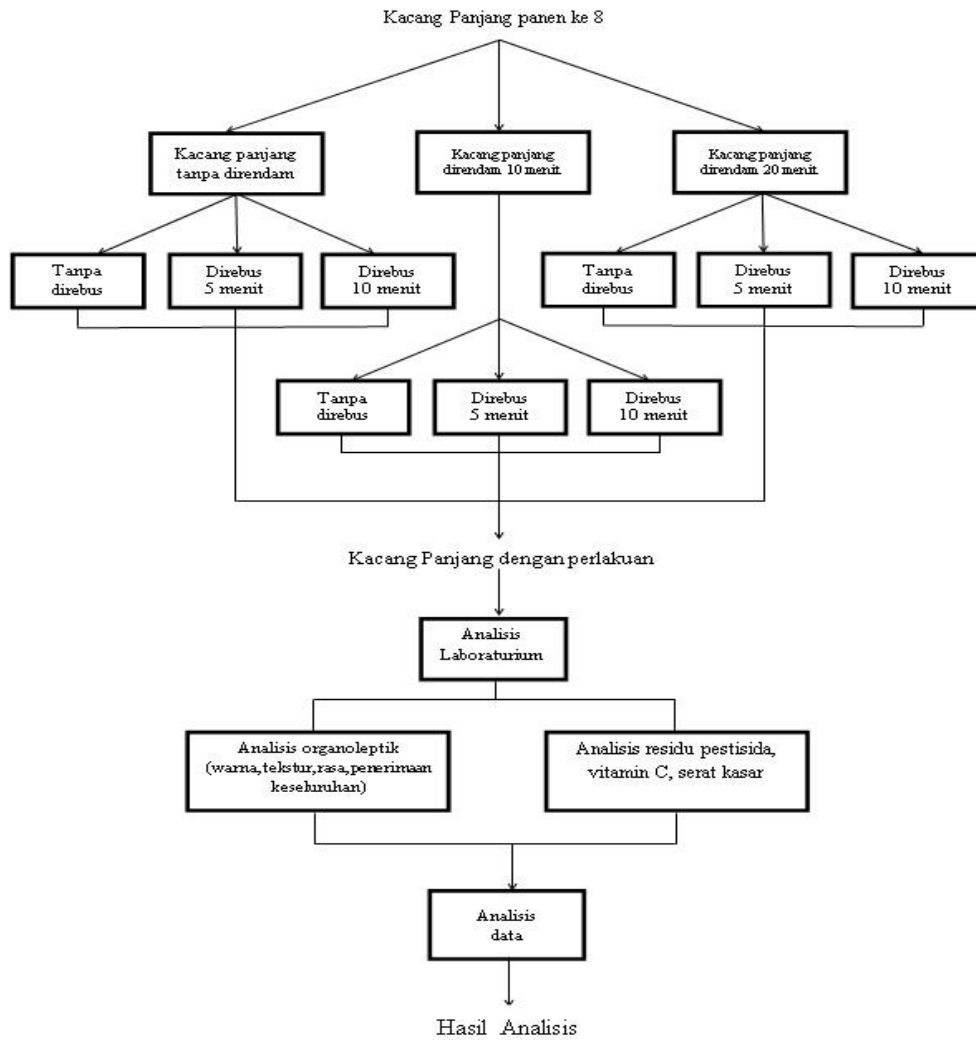 Kacang Panjang panen ke 8
Kacang panjang
tanpa direndam
Kacang panjang
direndam 10 menit
Kacang panjang
direndam 20 menit
Tanpa
direbus
Direbus
5 menit
Direbus
10 menit
Tanpa
direbus
Direbus
5 menit
Direbus
10 menit
Tanpa
direbus
Direbus
5 menit
Direbus
10 menit
Kacang Panjang dengan perlakuan
Analisis
Laboraturium
Analisis organoleptik
(warna,tekstur,rasa,penerimaan
keseluruhan)
Analisis residu pestisida,
vitamin C, serat kasar
Analisis
data
Hasil Analisis